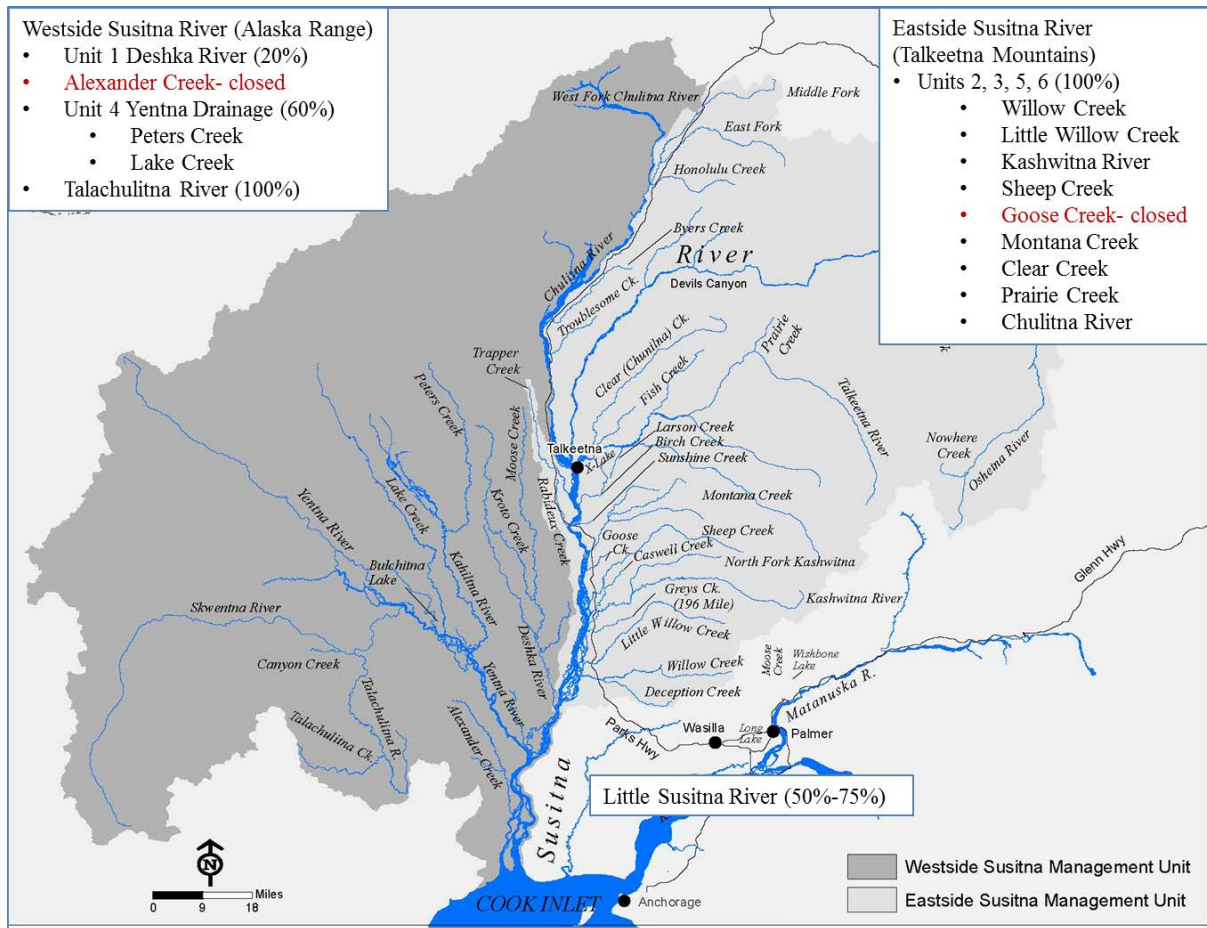 Westside Susitna River (Alaska Range)
• Unit 1 Deshka River (20%)
• Alexander Creek- closed
• Unit 4 Yentna Drainage (60%)
• Peters Creek
• Lake Creek
• Talachulitna River (100%)
Eastside Susitna River
(Talkeetna Mountains)
• Units 2, 3, 5, 6 (100%)
• Willow Creek
• Little Willow Creek
• Kashwitna River
• Sheep Creek
• Goose Creek- closed
• Montana Creek
• Clear Creek
• Prairie Creek
• Chulitna River
West Fork Chulitna River
Middle Fork
East Fork
Honolulu Creek
Byers Creek
Chulitna River
River
Devils Canyon
Troublesome Ck.
Prairie
Creek
Clear (Chunilna) Ck.
Fish Creek
Trapper
Creek
Peters Creek
Moose Creek
Talkeetna River
Larson Creek
Birch Creek
Sunshine Creek
Talkeetna
X-Lake
Nowhere
Creek
Oshetna River
Rabideux Creek
Kroto Creek
Lake Creek
Yentna River
Montana Creek
Sheep Creek
Goose
Ck.
Caswell Creek
North Fork Kashwitna
Kahiltna River
Bulchitna
Lake
Greys Ck.
(196 Mile)
Kashwitna River
Glenn Hwy
Skwentna River
Little Willow Creek
Deshka River
Canyon Creek
Willow Creek
Moose
Creek
Wishbone
Lake
Deception Creek
Yentna River
Talachulitna R.
Matanuska R.
Alexander Creek
Talachuliitna Ck.
Parks Hwy
Wasilla
Long
Lake
Palmer
Little Susitna River (50%-75%)
Susitna
N
Miles
0 9 18
COOK INLET
Anchorage
Westside Susitna Management Unit
Eastside Susitna Management Unit